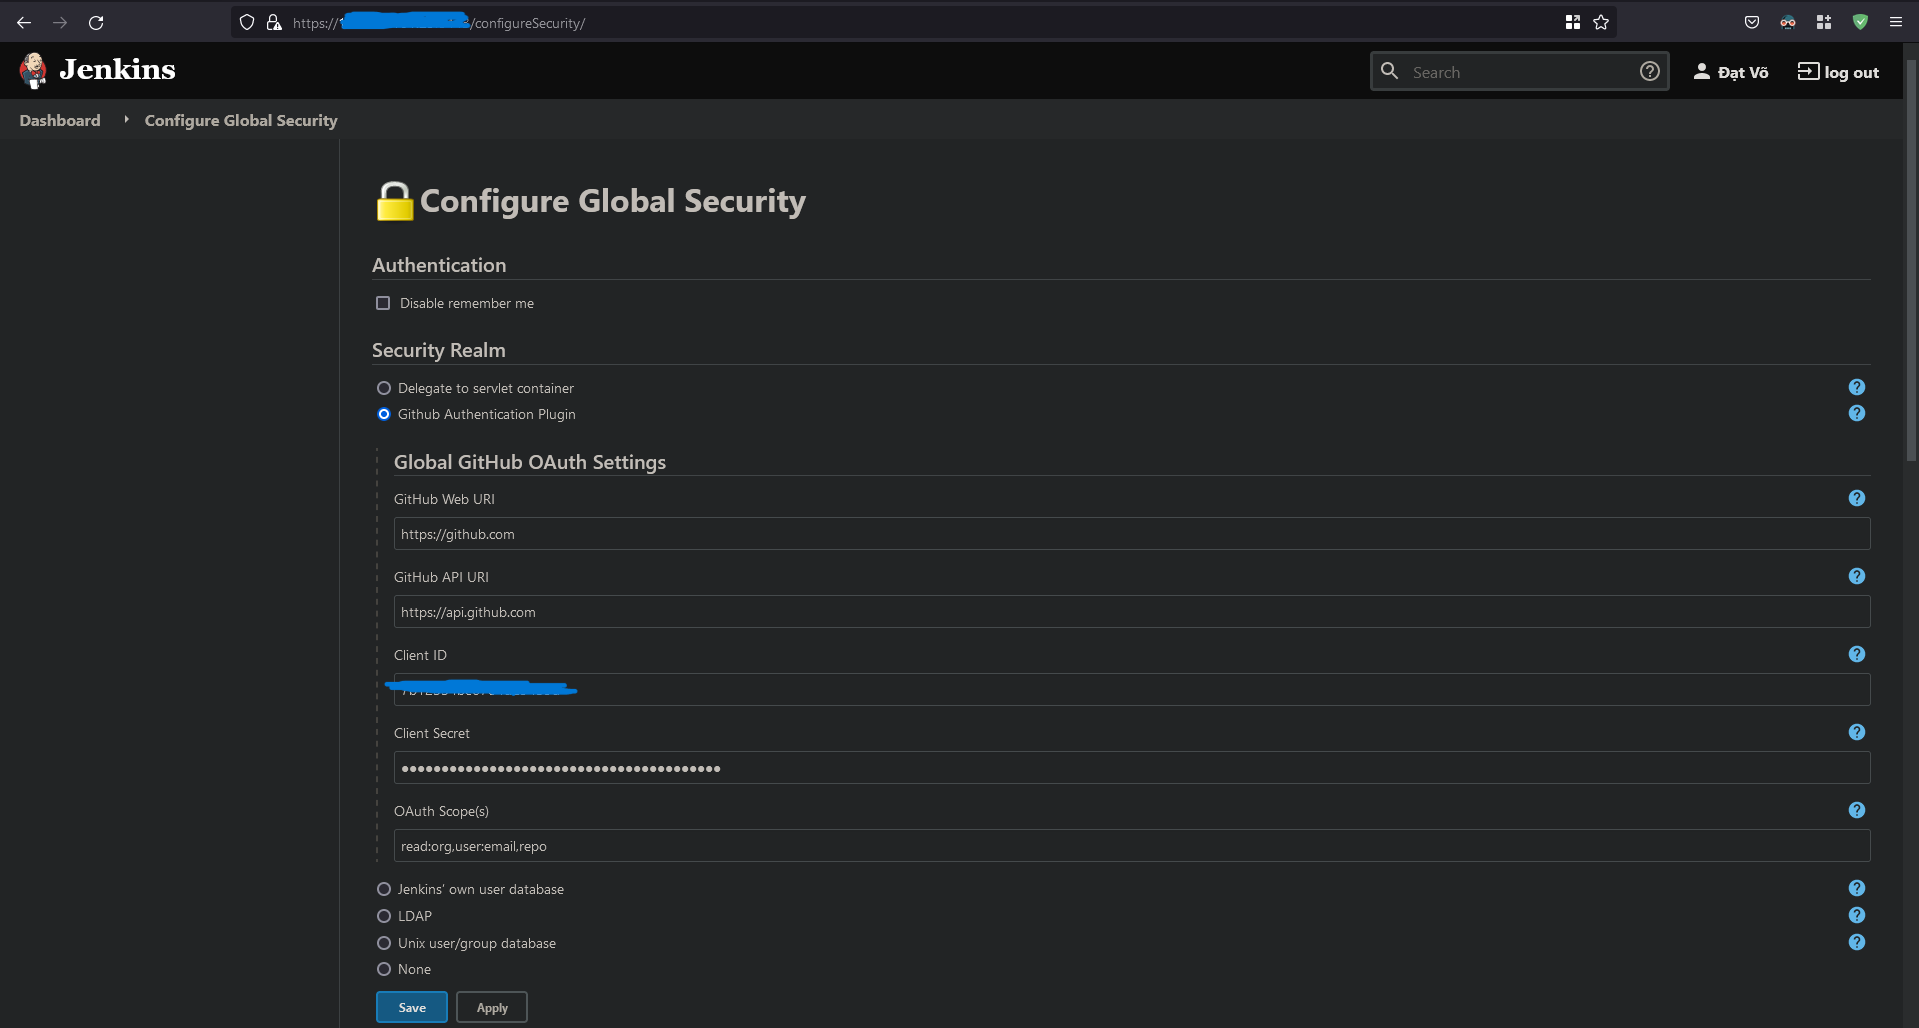 https://
/configureSecurity/
Jenkins
Search
Đạt Võ
log out
Dashboard
Configure Global Security
Configure Global Security
Authentication
Disable remember me
Security Realm
Delegate to servlet container
Github Authentication Plugin
Global GitHub OAuth Settings
GitHub Web URI
https://github.com
GitHub API URI
https://api.github.com
Client ID
Client Secret
••••••••••••••••••••••••••••••••••••••••
OAuth Scope(s)
read:org,user:email,repo
Jenkins’ own user database
LDAP
Unix user/group database
None
Save
Apply